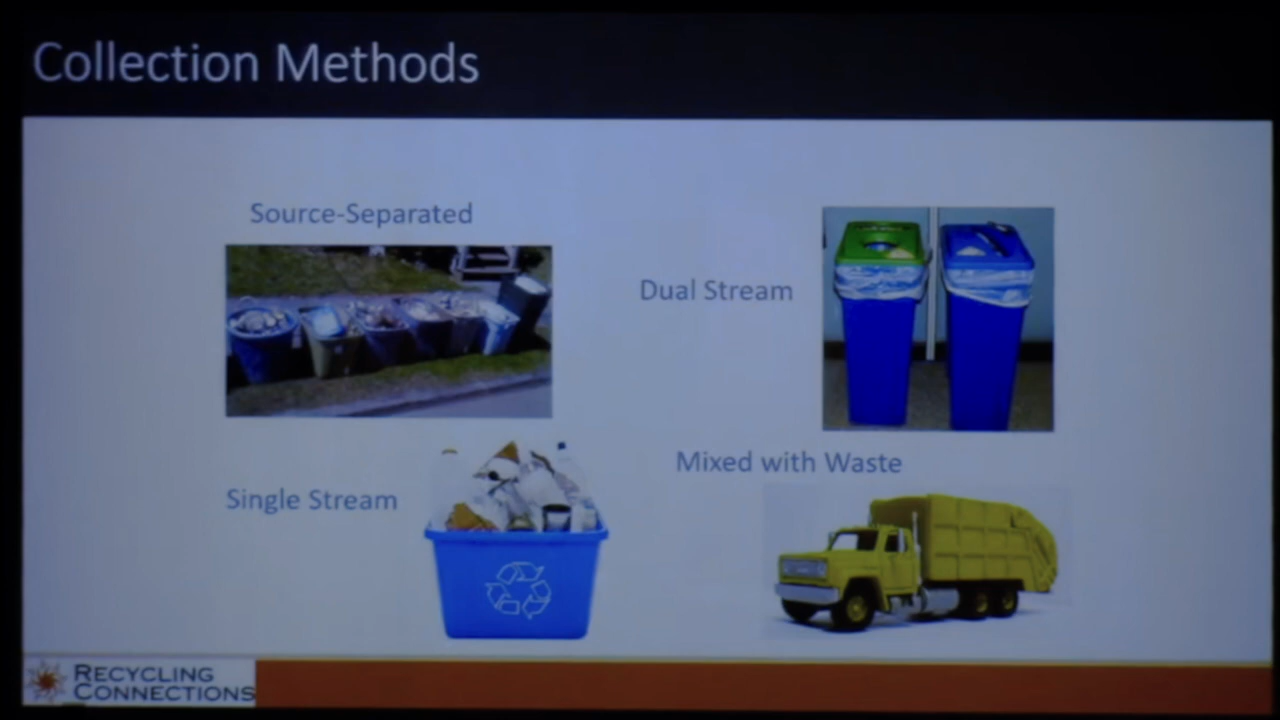 Collection Methods
Source-Separated
Dual Stream
Single Stream
Mixed with Waste
RECYCLING
CONNECTIONS